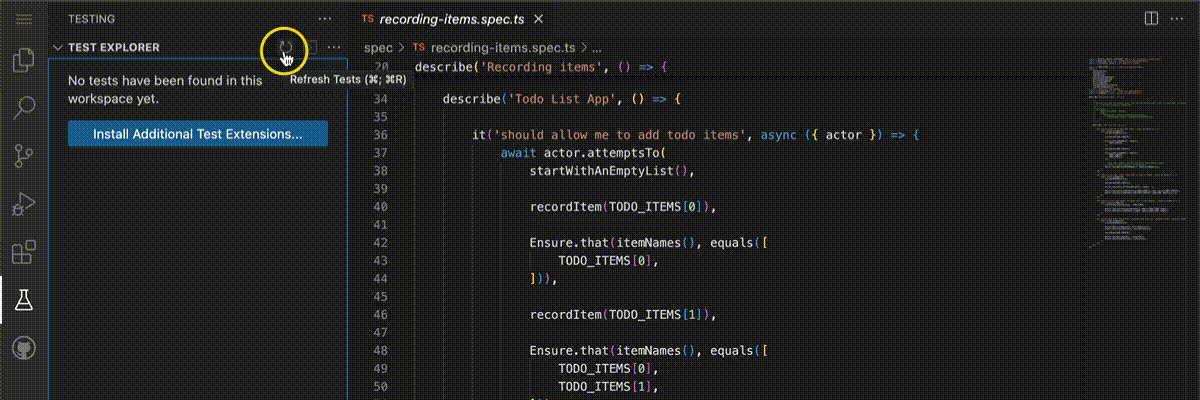 TESTING ...
TEST EXPLORER ...
Refresh Tests (⌘; ⌘R)
No tests have been found in this
workspace yet.
Install Additional Test Extensions...
TS recording-items.spec.ts ×
spec > TS recording-items.spec.ts > ...
20 describe('Recording items', () => {
34 describe('Todo List App', () => {
35
36 it('should allow me to add todo items', async ({ actor }) => {
37 await actor.attemptsTo(
38 startWithAnEmptyList(),
39
40 recordItem(TODO_ITEMS[0]),
41
42 Ensure.that(itemNames(), equals([
43 TODO_ITEMS[0],
44 ])),
45
46 recordItem(TODO_ITEMS[1]),
47
48 Ensure.that(itemNames(), equals([
49 TODO_ITEMS[0],
50 TODO_ITEMS[1],